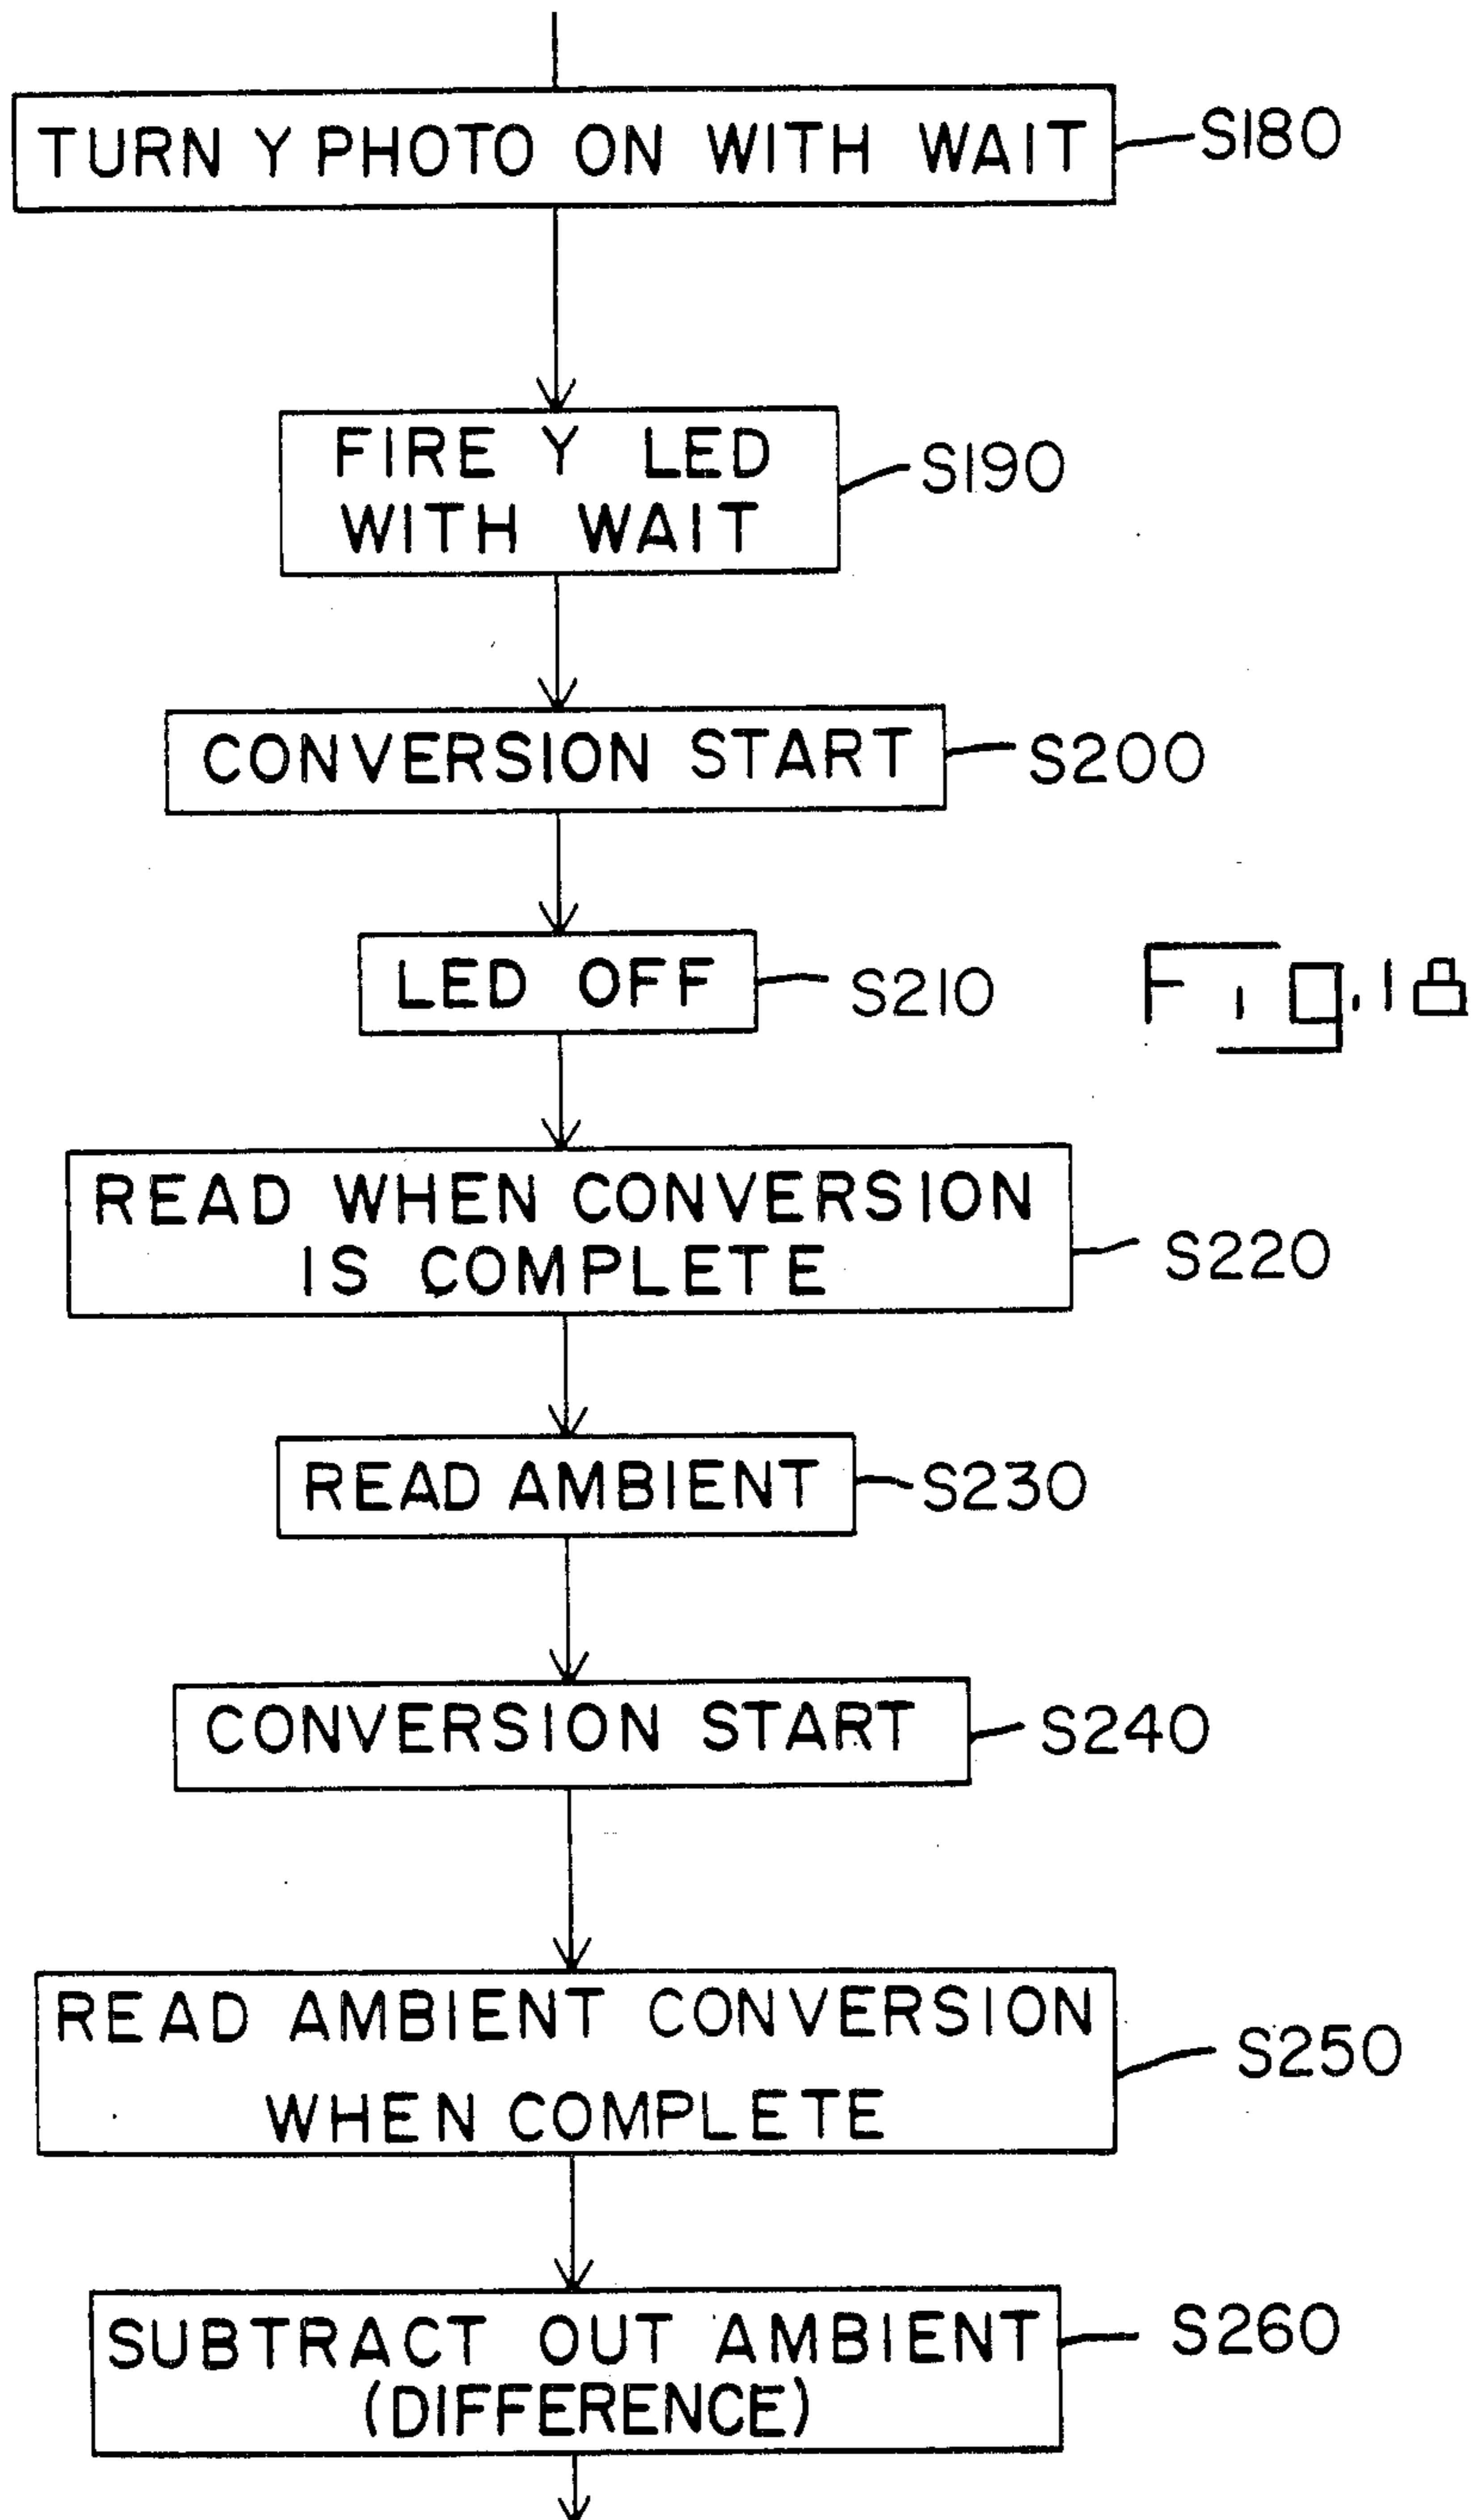 TURN Y PHOTO ON WITH WAIT
S180
FIRE Y LED
WITH WAIT
S190
CONVERSION START
S200
LED OFF
S210
FIG.18
READ WHEN CONVERSION
IS COMPLETE
S220
READ AMBIENT
S230
CONVERSION START
S240
READ AMBIENT CONVERSION
WHEN COMPLETE
S250
SUBTRACT OUT AMBIENT
(DIFFERENCE)
S260